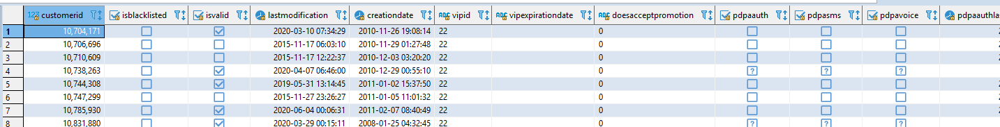 123 customerid isblacklisted isvalid lastmodification creationdate ABC vipid ABC vipexpirationdate ABC doesacceptpromotion pdpaauth pdpasms pdpavoice pdpaauthla
1 10,704,171 2020-03-10 07:34:29 2010-11-26 19:08:14 22 0
2 10,706,696 2015-11-17 06:03:10 2010-11-29 01:27:48 22 0
3 10,710,609 2015-11-17 12:22:37 2010-12-03 03:20:20 22 0
4 10,738,263 2020-04-07 06:46:00 2010-12-29 00:55:10 22 0 ? ? ?
5 10,744,308 2019-05-31 13:14:45 2011-01-02 15:37:50 22 0
6 10,747,299 2015-11-27 23:26:27 2011-01-05 11:01:32 22 0
7 10,785,930 2020-06-04 00:06:31 2011-02-07 08:40:49 22 0
8 10,831,880 2020-03-29 00:15:11 2008-01-25 04:32:45 22 0 ? ? ?